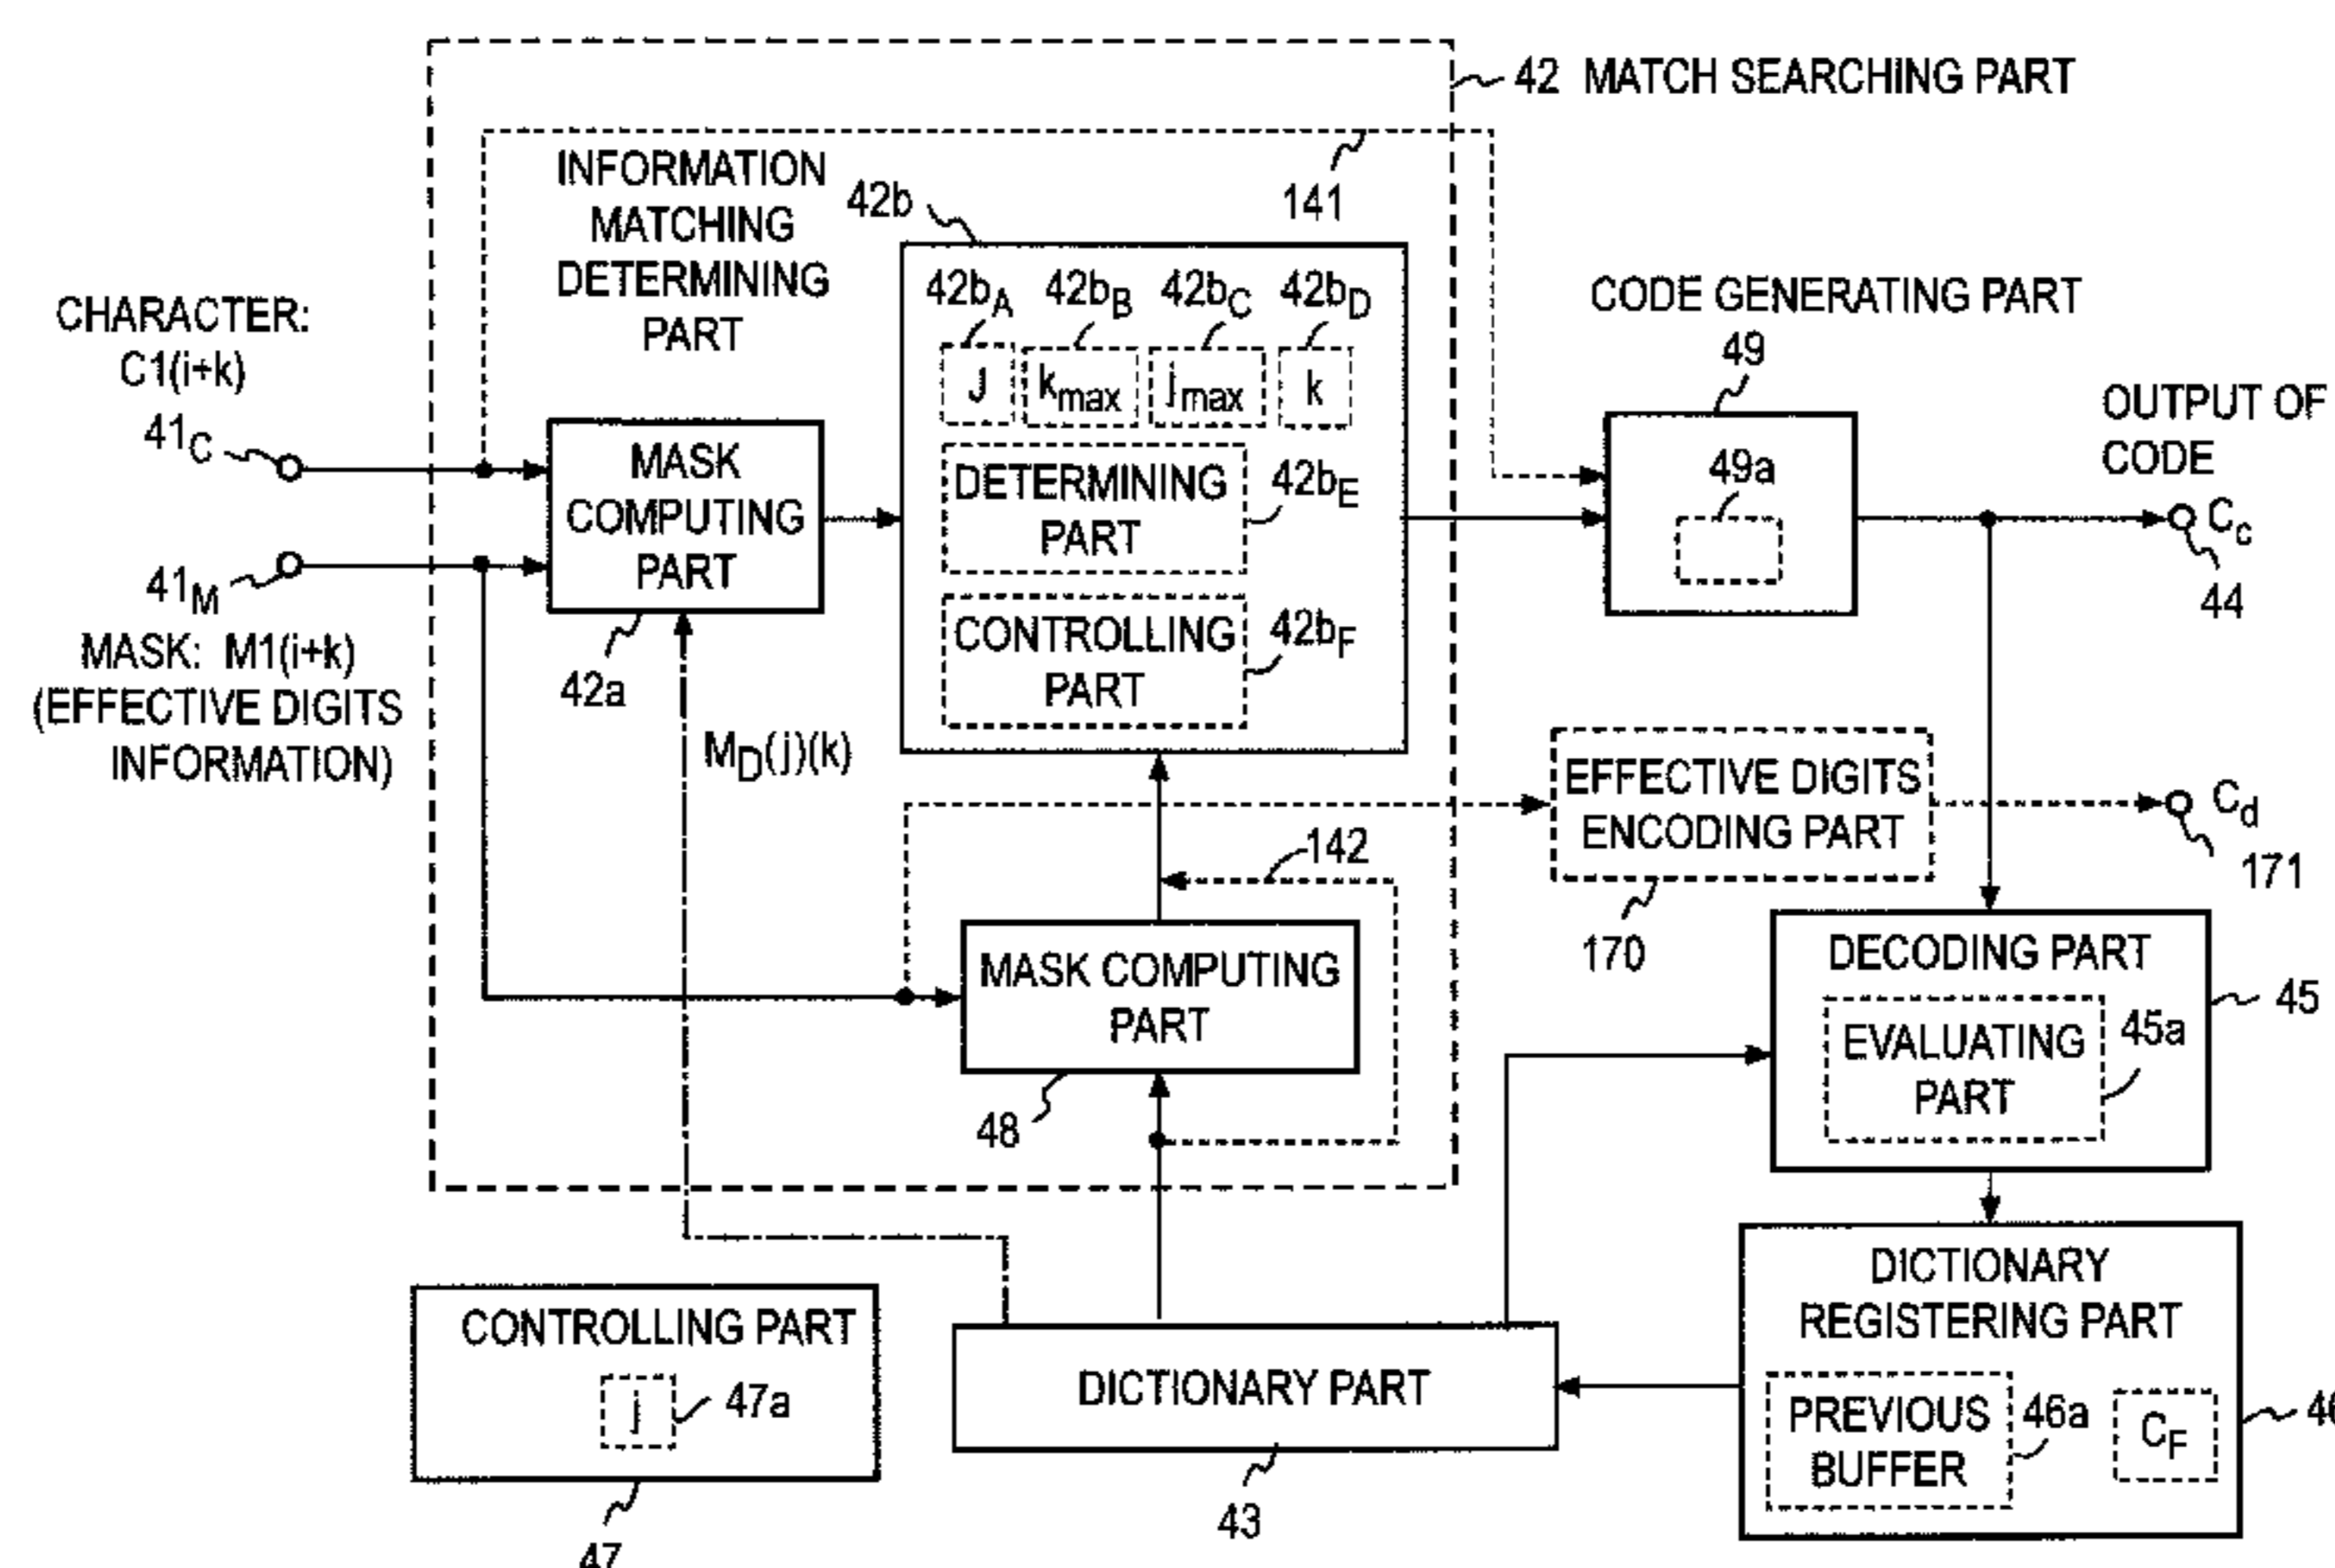 42 MATCH SEARCHING PART
INFORMATION
MATCHING
DETERMINING
PART
42b
141
42bA 42bB 42bC 42bD
J kmax jmax k
CHARACTER:
C1(i+k)
41C
CODE GENERATING PART
49
49a
OUTPUT OF
CODE
Cc
44
MASK
COMPUTING
PART
42a
DETERMINING
PART
42bE
CONTROLLING
PART
42bF
41M
MASK: M1(i+k)
(EFFECTIVE DIGITS
INFORMATION)
MD(j)(k)
EFFECTIVE DIGITS
ENCODING PART
170
Cd
171
142
MASK COMPUTING
PART
48
DECODING PART
45
EVALUATING
PART
45a
DICTIONARY
REGISTERING PART
PREVIOUS
BUFFER
46a
CF
CONTROLLING PART
j
47a
47
DICTIONARY PART
43